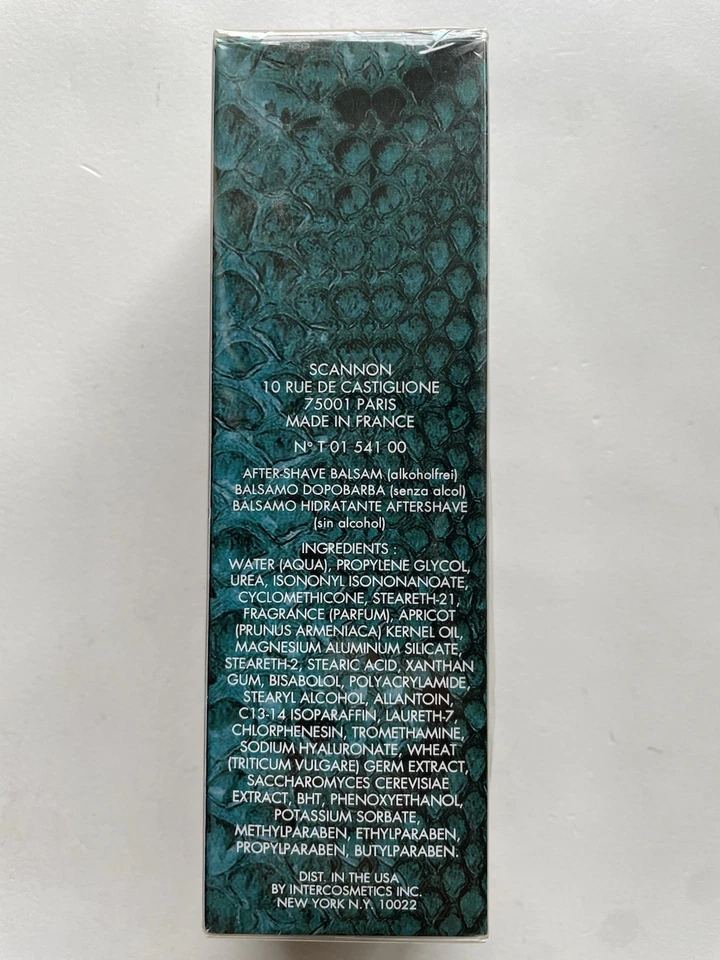 SCANNON
10 RUE DE CASTIGLIONE
75001 PARIS
MADE IN FRANCE
N° T 01 541 00
AFTER-SHAVE BALSAM (alkoholfrei)
BALSAMO DOPOBARBA (senza alcol)
BALSAMO HIDRATANTE AFTERSHAVE
(sin alcohol)
INGREDIENTS :
WATER (AQUA), PROPYLENE GLYCOL,
UREA, ISONONYL ISONONANOATE,
CYCLOMETHICONE, STEARETH-21,
FRAGRANCE (PARFUM), APRICOT
(PRUNUS ARMENIACA) KERNEL OIL,
MAGNESIUM ALUMINUM SILICATE,
STEARETH-2, STEARIC ACID, XANTHAN
GUM, BISABOLOL, POLYACRYLAMIDE,
STEARYL ALCOHOL, ALLANTOIN,
C13-14 ISOPARAFFIN, LAURETH-7,
CHLORPHENESIN, TROMETHAMINE,
SODIUM HYALURONATE, WHEAT
(TRITICUM VULGARE) GERM EXTRACT,
SACCHAROMYCES CEREVISIAE
EXTRACT, BHT, PHENOXYETHANOL,
POTASSIUM SORBATE,
METHYLPARABEN, ETHYLPARABEN,
PROPYLPARABEN, BUTYLPARABEN.
DIST. IN THE USA
BY INTERCOSMETICS INC.
NEW YORK N.Y. 10022